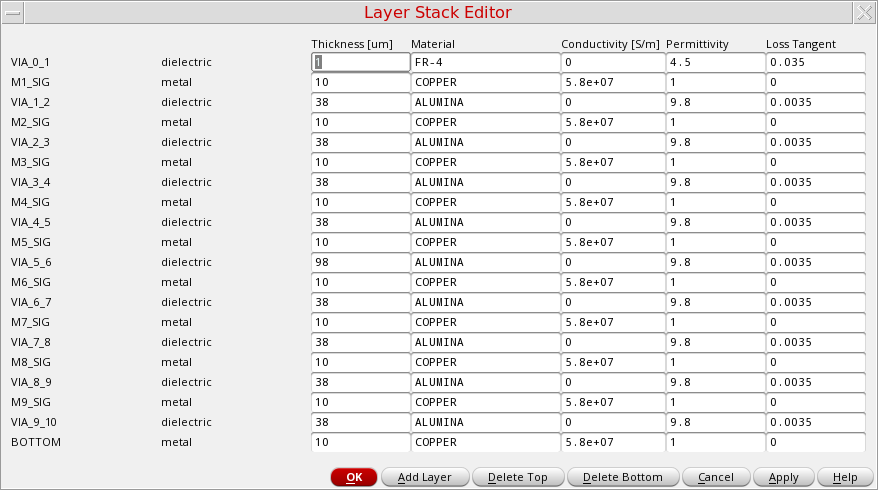 Layer Stack Editor
Thickness [um] Material Conductivity [S/m] Permittivity Loss Tangent
VIA_0_1 dielectric 1 FR-4 0 4.5 0.035
M1_SIG metal 10 COPPER 5.8e+07 1 0
VIA_1_2 dielectric 38 ALUMINA 0 9.8 0.0035
M2_SIG metal 10 COPPER 5.8e+07 1 0
VIA_2_3 dielectric 38 ALUMINA 0 9.8 0.0035
M3_SIG metal 10 COPPER 5.8e+07 1 0
VIA_3_4 dielectric 38 ALUMINA 0 9.8 0.0035
M4_SIG metal 10 COPPER 5.8e+07 1 0
VIA_4_5 dielectric 38 ALUMINA 0 9.8 0.0035
M5_SIG metal 10 COPPER 5.8e+07 1 0
VIA_5_6 dielectric 98 ALUMINA 0 9.8 0.0035
M6_SIG metal 10 COPPER 5.8e+07 1 0
VIA_6_7 dielectric 38 ALUMINA 0 9.8 0.0035
M7_SIG metal 10 COPPER 5.8e+07 1 0
VIA_7_8 dielectric 38 ALUMINA 0 9.8 0.0035
M8_SIG metal 10 COPPER 5.8e+07 1 0
VIA_8_9 dielectric 38 ALUMINA 0 9.8 0.0035
M9_SIG metal 10 COPPER 5.8e+07 1 0
VIA_9_10 dielectric 38 ALUMINA 0 9.8 0.0035
BOTTOM metal 10 COPPER 5.8e+07 1 0
OK Add Layer Delete Top Delete Bottom Cancel Apply Help